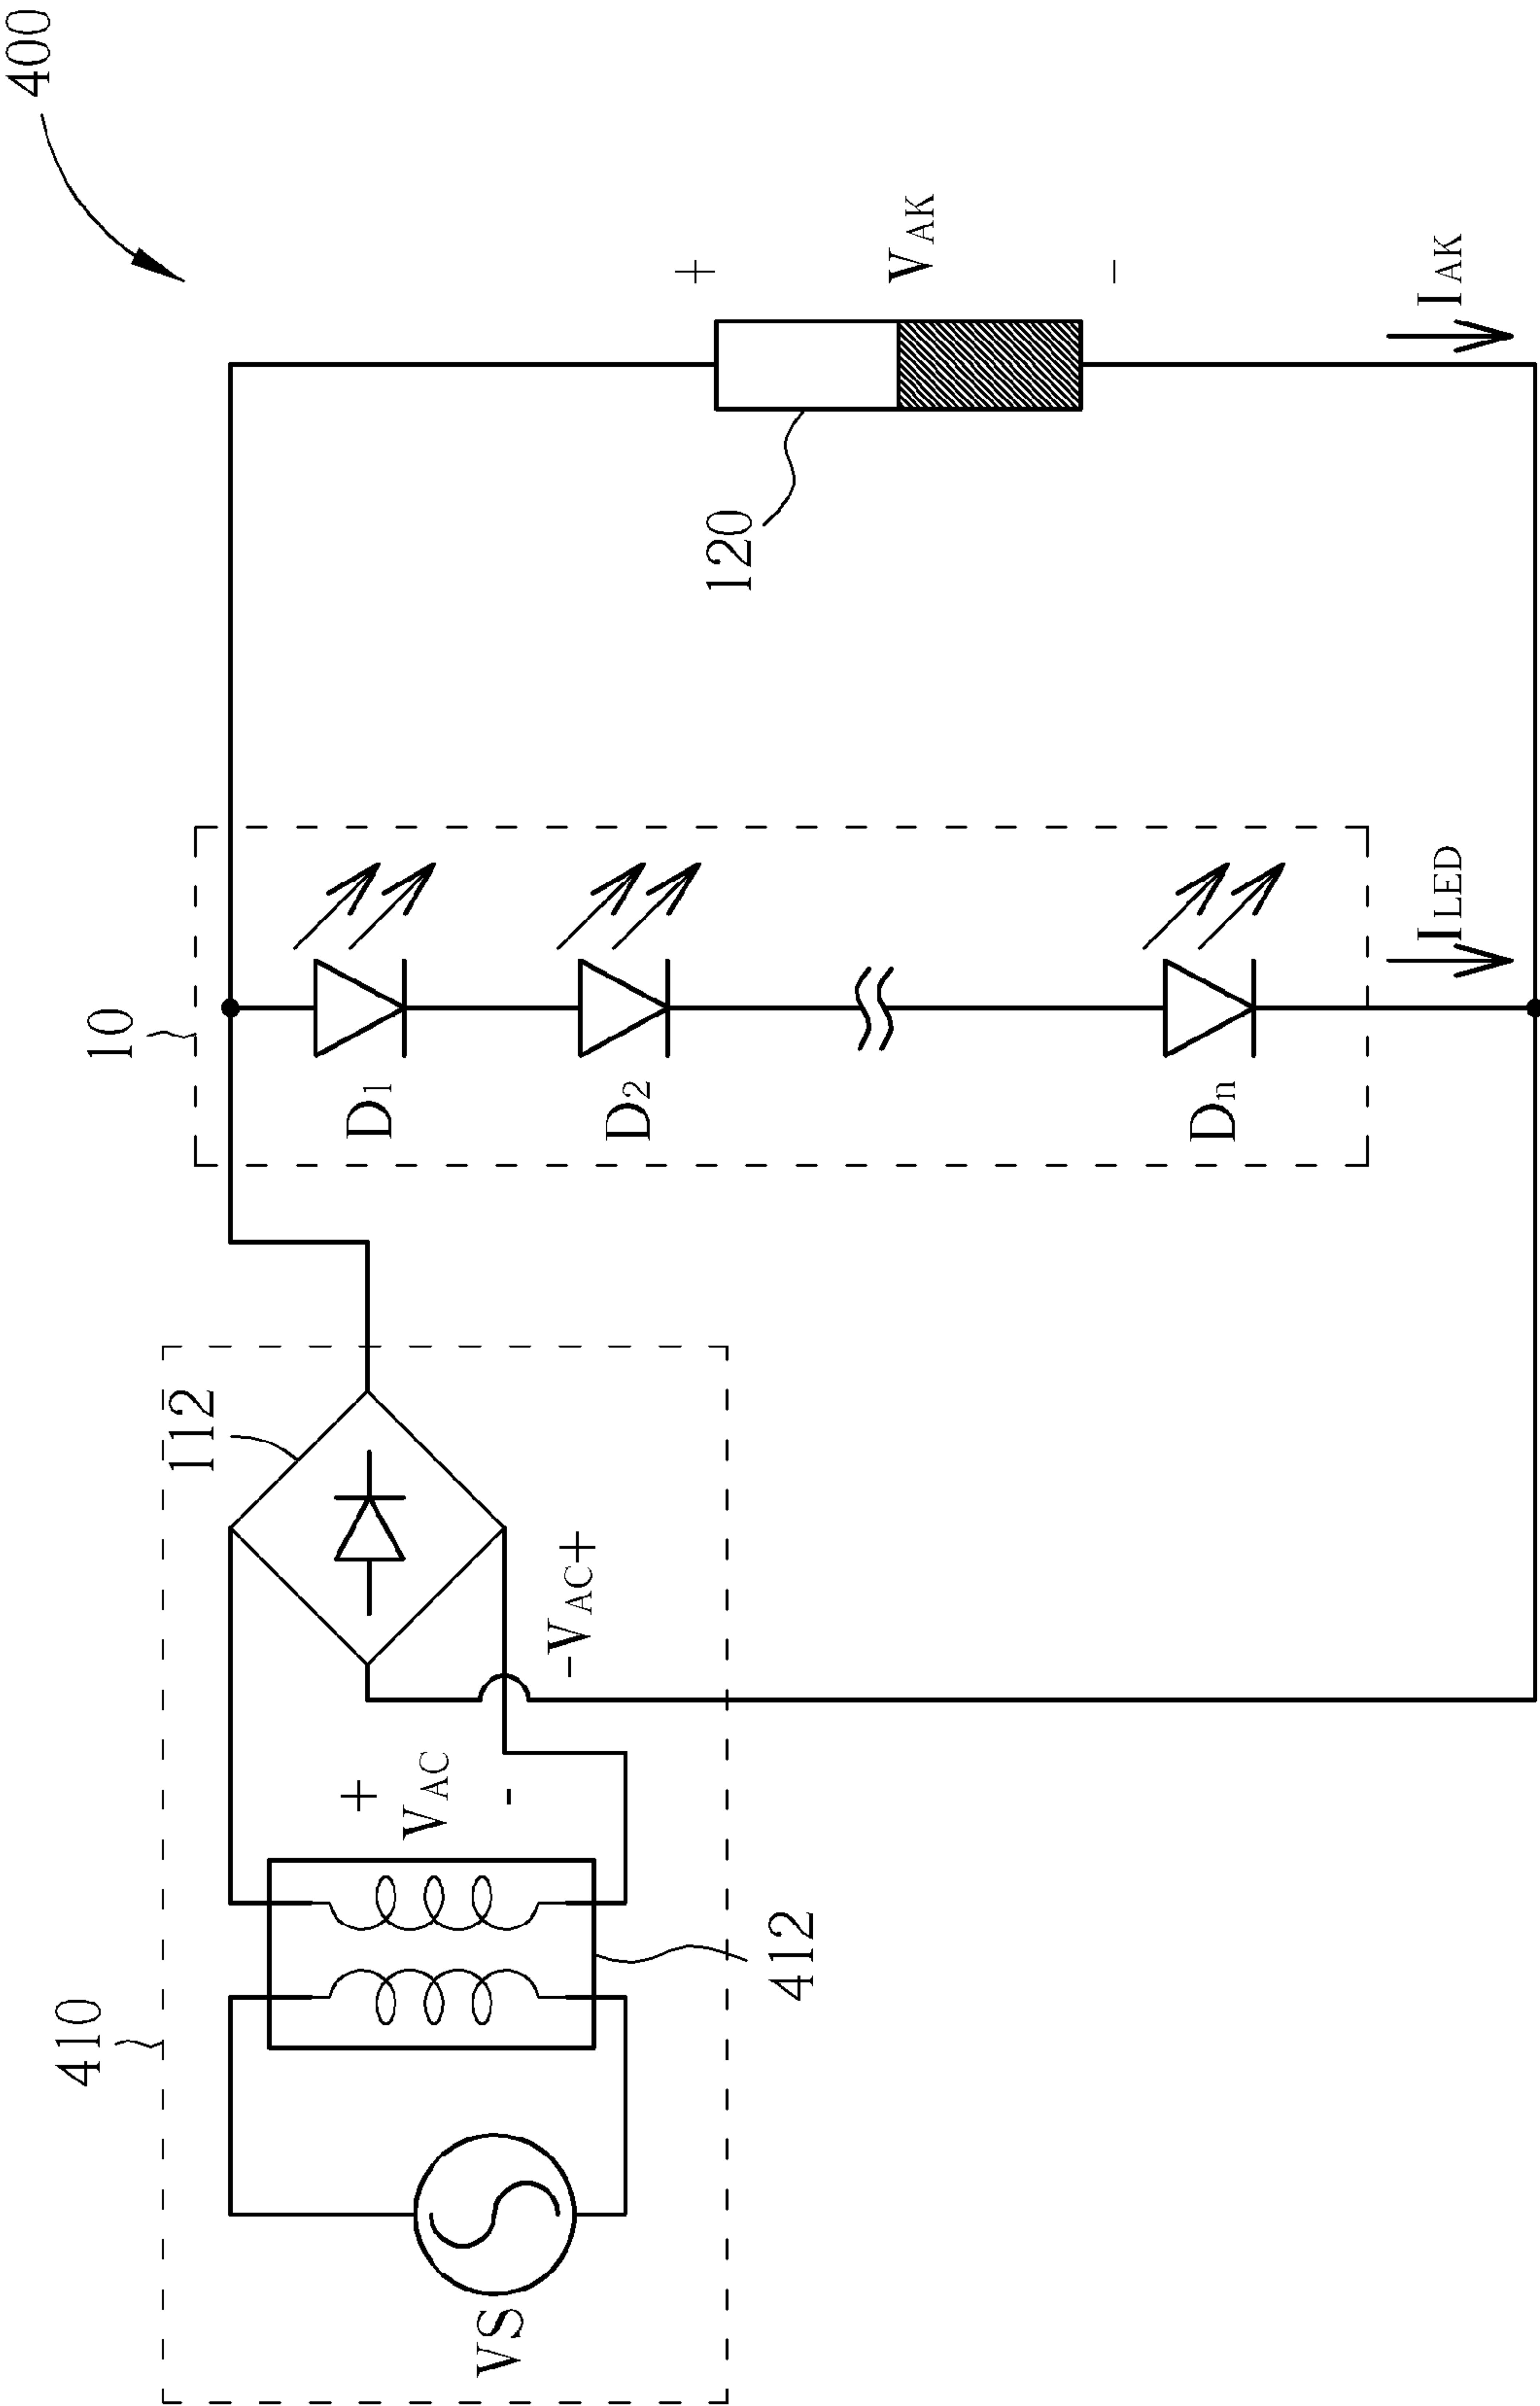 400
410
10
112
+
VAC
-
-VAC+
VS
412
D1
D2
Dn
120
+
VAK
-
ILED
IAK